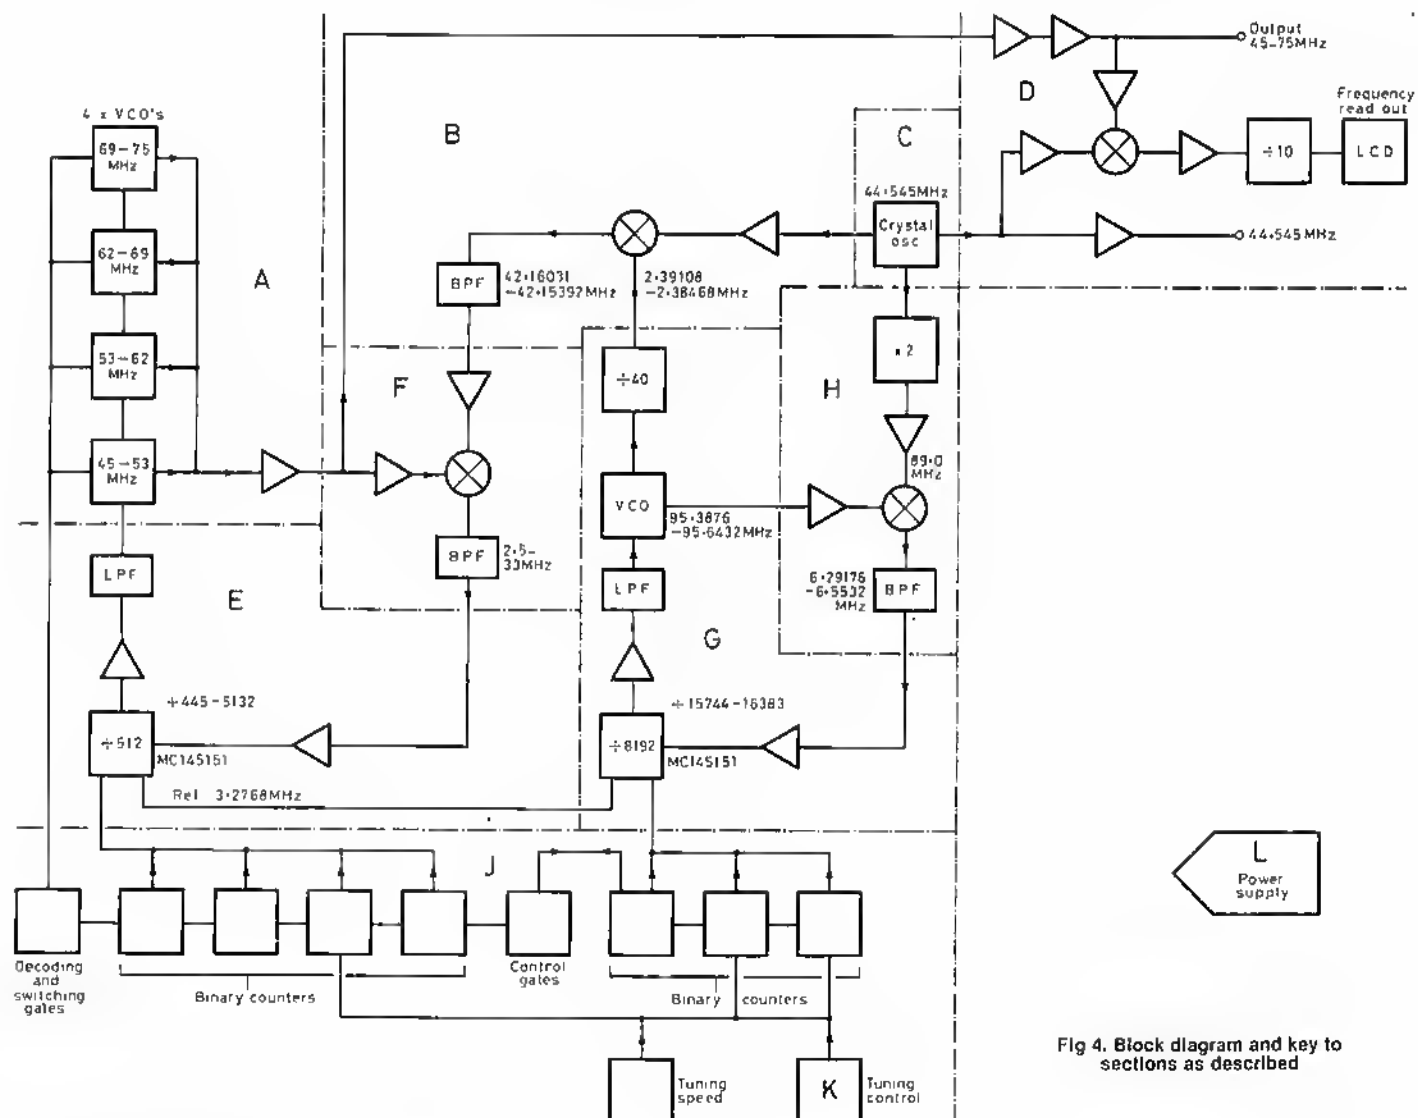 Output
45-75MHz
D
Frequency
read out
4 x VCO's
69-75
MHz
B
C
÷10
LCD
44·545MHz
Crystal
osc
44·545MHz
62-69
MHz
A
BPF
42·16031
-42·15392MHz
2·39108
-2·38468MHz
x 2
53-62
MHz
F
÷40
H
45-53
MHz
89·0
MHz
VCO
95·3876
-95·6432MHz
BPF
2·5-
30MHz
LPF
E
LPF
6·29176
-6·5532
MHz
BPF
G
÷445-5132
÷15744-16383
÷512
MC145151
÷8192
MC145151
Ref 3·2768MHz
J
L
Power
supply
Decoding
and
switching
gates
Binary counters
Control
gates
Binary counters
Tuning
speed
K
Tuning
control
Fig 4. Block diagram and key to
sections as described